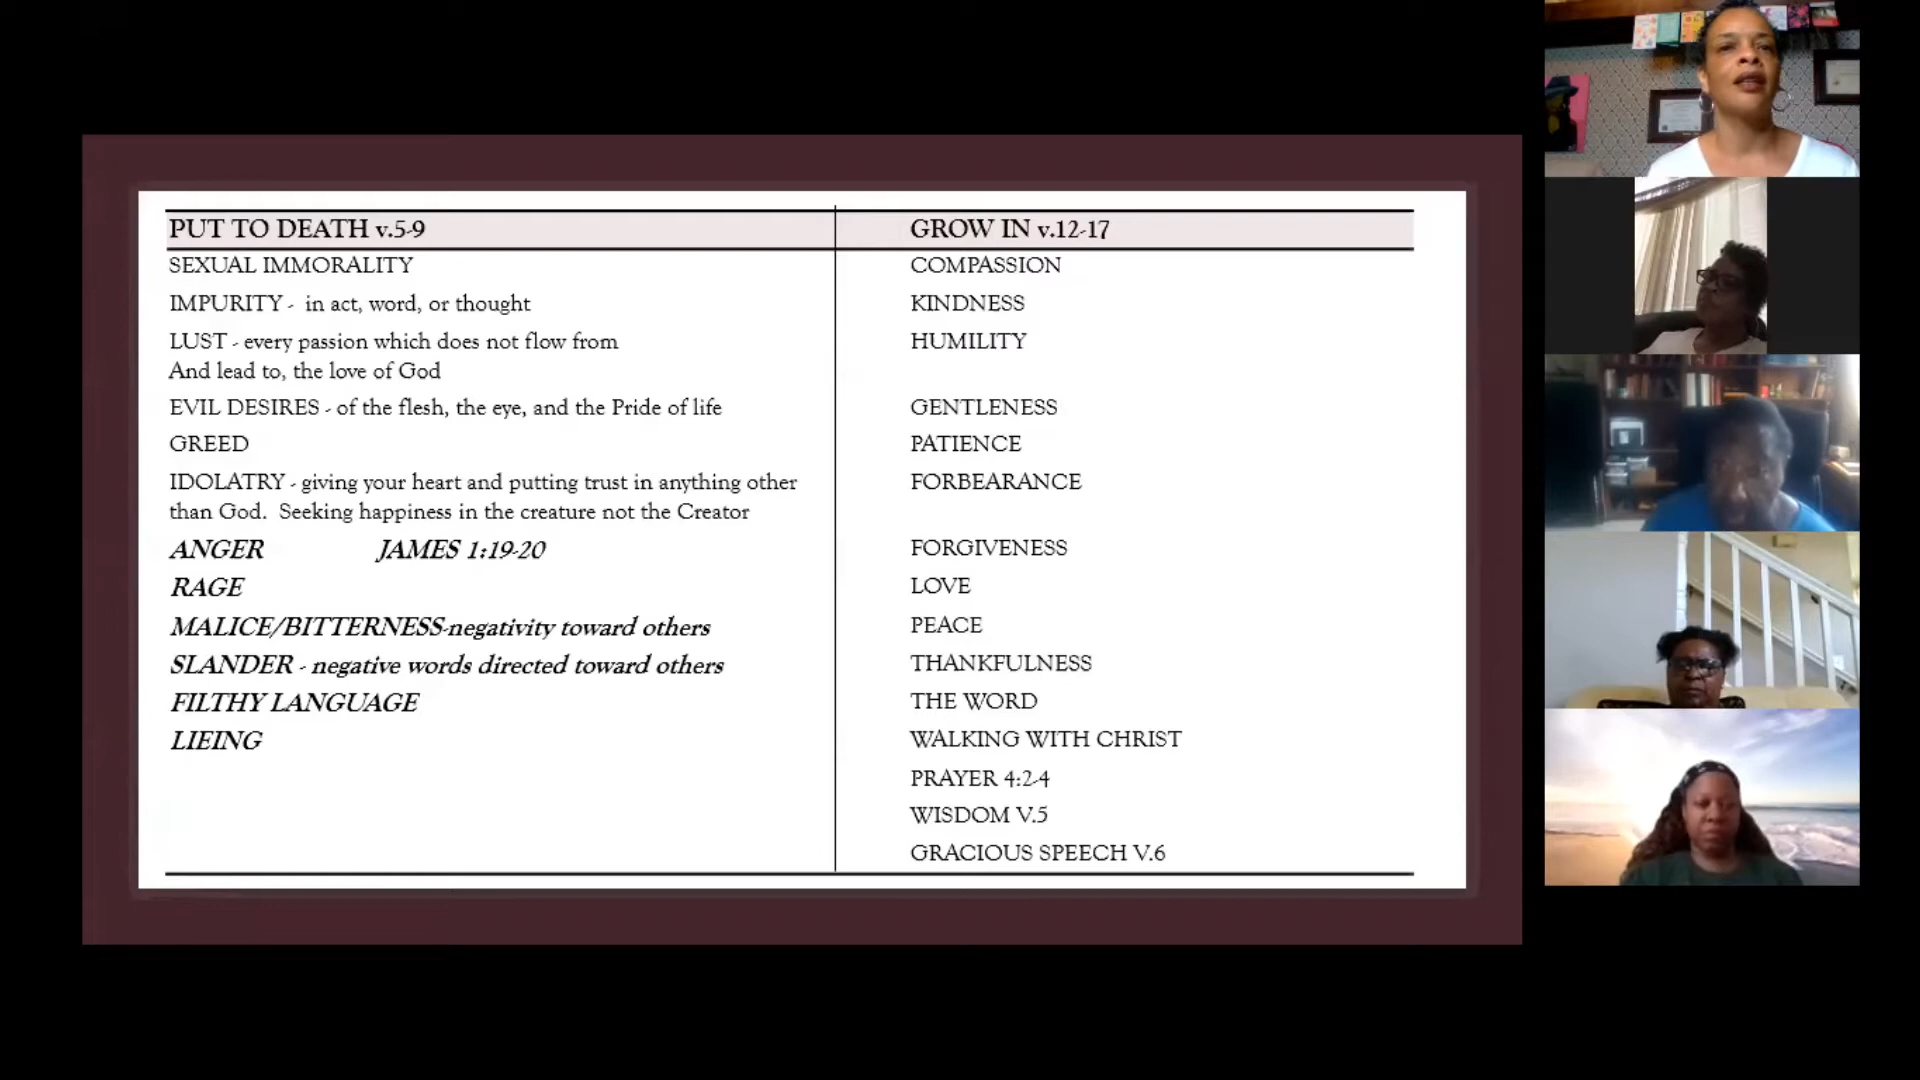 PUT TO DEATH v.5-9
SEXUAL IMMORALITY
IMPURITY - in act, word, or thought
LUST - every passion which does not flow from
And lead to, the love of God
EVIL DESIRES - of the flesh, the eye, and the Pride of life
GREED
IDOLATRY - giving your heart and putting trust in anything other
than God. Seeking happiness in the creature not the Creator
ANGER JAMES 1:19-20
RAGE
MALICE/BITTERNESS-negativity toward others
SLANDER - negative words directed toward others
FILTHY LANGUAGE
LIEING
GROW IN v.12-17
COMPASSION
KINDNESS
HUMILITY
GENTLENESS
PATIENCE
FORBEARANCE
FORGIVENESS
LOVE
PEACE
THANKFULNESS
THE WORD
WALKING WITH CHRIST
PRAYER 4:2-4
WISDOM V.5
GRACIOUS SPEECH V.6